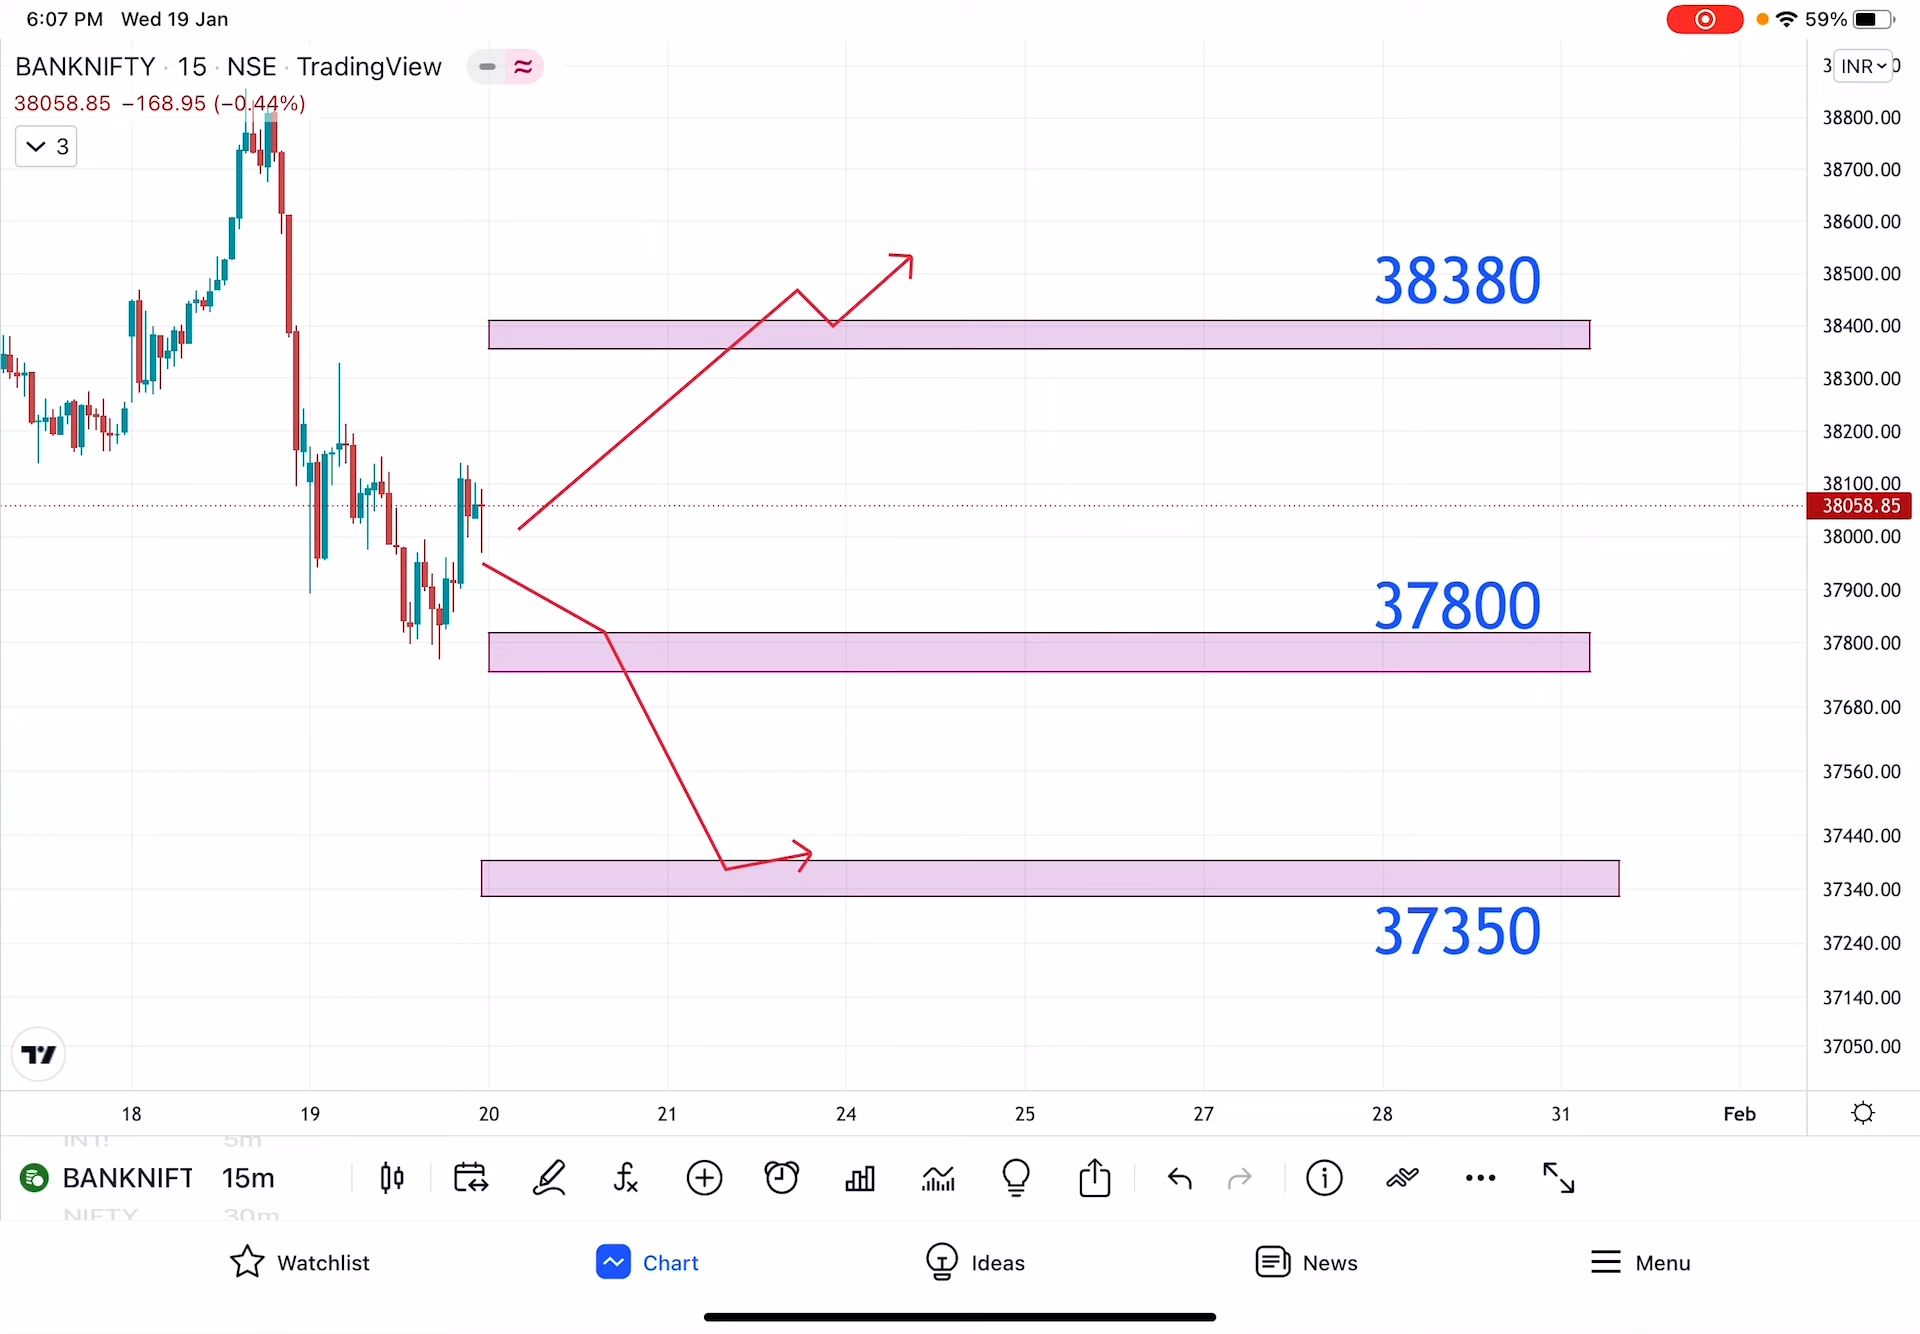 6:07 PM Wed 19 Jan 59%
BANKNIFTY · 15 · NSE · TradingView
INR
38058.85 −168.95 (−0.44%)
3
38800.00
38700.00
38600.00
38500.00
38380
38400.00
38300.00
38200.00
38100.00
38058.85
38000.00
37900.00
37800
37800.00
37680.00
37560.00
37440.00
37340.00
37350
37240.00
37140.00
37050.00
18 19 20 21 24 25 27 28 31 Feb
5m
BANKNIFT 15m
NIFTY 30m
Watchlist Chart Ideas News Menu